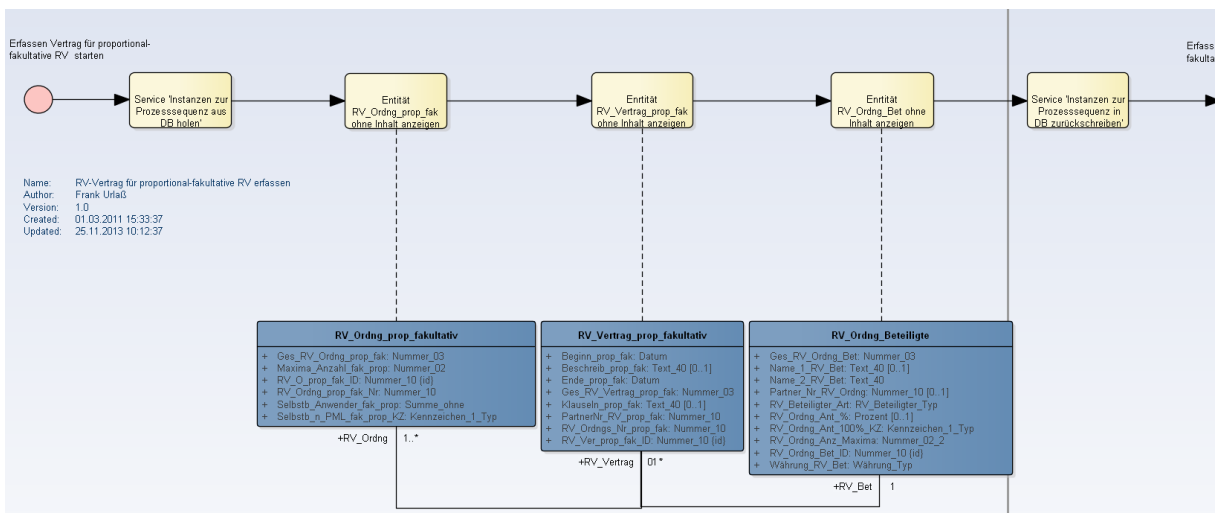 Erfassen Vertrag für proportional-
fakultative RV starten
Erfass
fakulta
Service 'Instanzen zur
Prozesssequenz aus
DB holen'
Entität
RV_Ordng_prop_fak
ohne Inhalt anzeigen
Entität
RV_Vertrag_prop_fak
ohne Inhalt anzeigen
Entität
RV_Ordng_Bet ohne
Inhalt anzeigen
Service 'Instanzen zur
Prozesssequenz in
DB zurückschreiben'
Name: RV-Vertrag für proportional-fakultative RV erfassen
Author: Frank Urlaß
Version: 1.0
Created: 01.03.2011 15:33:37
Updated: 25.11.2013 10:12:37
RV_Ordng_prop_fakultativ
+ Ges_RV_Ordng_prop_fak: Nummer_03
+ Maxima_Anzahl_fak_prop: Nummer_02
+ RV_O_prop_fak_ID: Nummer_10 {id}
+ RV_Ordng_prop_fak_Nr: Nummer_10
+ Selbstb_Anwender_fak_prop: Summe_ohne
+ Selbstb_n_PML_fak_prop_KZ: Kennzeichen_1_Typ
RV_Vertrag_prop_fakultativ
+ Beginn_prop_fak: Datum
+ Beschreib_prop_fak: Text_40 [0..1]
+ Ende_prop_fak: Datum
+ Ges_RV_Vertrag_prop_fak: Nummer_03
+ Klauseln_prop_fak: Text_40 [0..1]
+ PartnerNr_RV_prop_fak: Nummer_10
+ RV_Ordngs_Nr_prop_fak: Nummer_10
+ RV_Ver_prop_fak_ID: Nummer_10 {id}
RV_Ordng_Beteiligte
+ Ges_RV_Ordng_Bet: Nummer_03
+ Name_1_RV_Bet: Text_40 [0..1]
+ Name_2_RV_Bet: Text_40
+ Partner_Nr_RV_Ordng: Nummer_10 [0..1]
+ RV_Beteiligter_Art: RV_Beteiligter_Typ
+ RV_Ordng_Ant_%: Prozent [0..1]
+ RV_Ordng_Ant_100%_KZ: Kennzeichen_1_Typ
+ RV_Ordng_Anz_Maxima: Nummer_02_2
+ RV_Ordng_Bet_ID: Nummer_10 {id}
+ Währung_RV_Bet: Währung_Typ
+RV_Ordng 1..*
+RV_Vertrag 01*
+RV_Bet 1